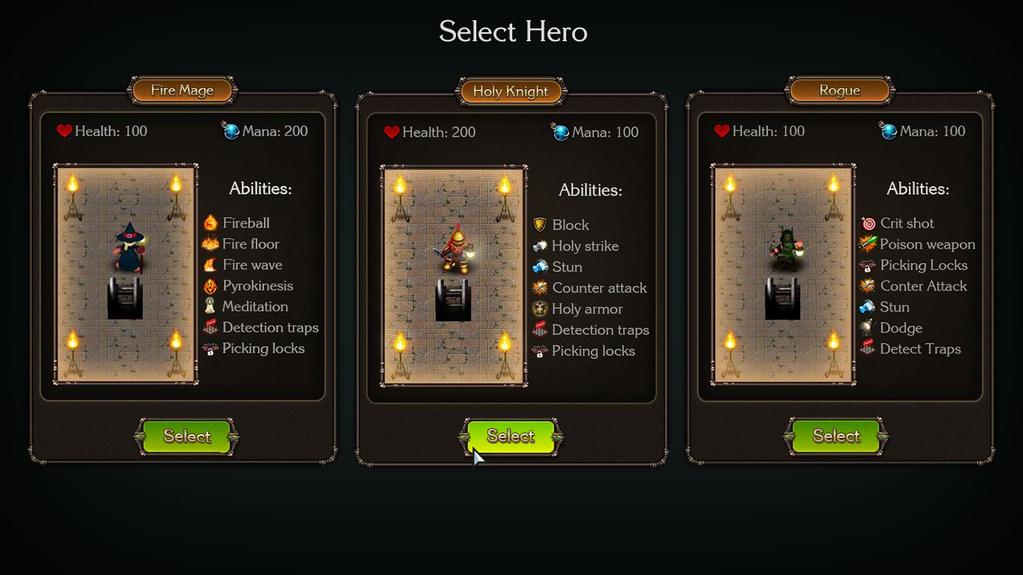 Select Hero
Fire Mage
Health: 100 Mana: 200
Abilities:
Fireball
Fire floor
Fire wave
Pyrokinesis
Meditation
Detection traps
Picking locks
Select
Holy Knight
Health: 200 Mana: 100
Abilities:
Block
Holy strike
Stun
Counter attack
Holy armor
Detection traps
Picking locks
Select
Rogue
Health: 100 Mana: 100
Abilities:
Crit shot
Poison weapon
Picking Locks
Conter Attack
Stun
Dodge
Detect Traps
Select